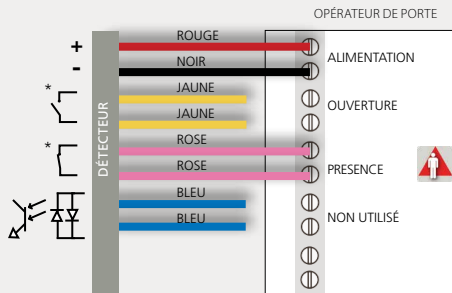 OPÉRATEUR DE PORTE
+
ROUGE
ALIMENTATION
-
NOIR
*
JAUNE
OUVERTURE
JAUNE
DÉTECTEUR
*
ROSE
PRESENCE
ROSE
BLEU
NON UTILISÉ
BLEU